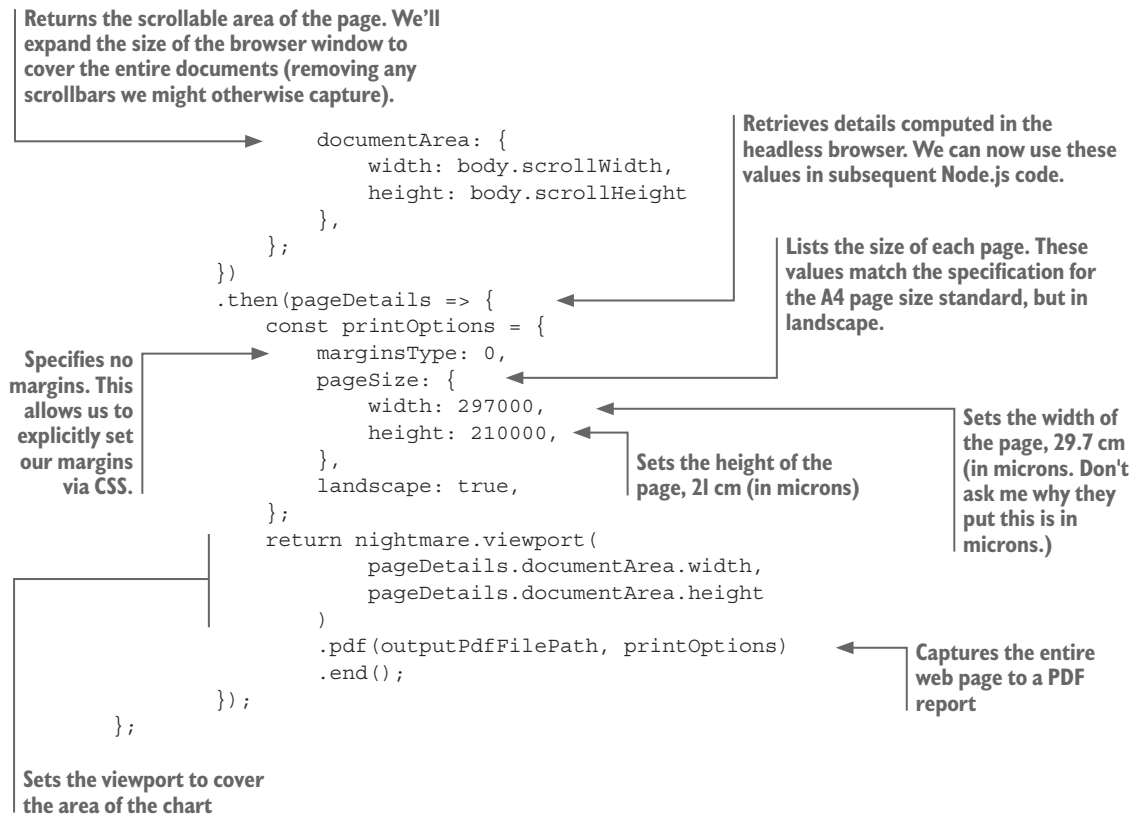 Returns the scrollable area of the page. We'll
expand the size of the browser window to
cover the entire documents (removing any
scrollbars we might otherwise capture).
documentArea: {
width: body.scrollWidth,
height: body.scrollHeight
},
};
})
Retrieves details computed in the
headless browser. We can now use these
values in subsequent Node.js code.
.then(pageDetails => {
const printOptions = {
Lists the size of each page. These
values match the specification for
the A4 page size standard, but in
landscape.
Specifies no
margins. This
allows us to
explicitly set
our margins
via CSS.
marginsType: 0,
pageSize: {
width: 297000,
height: 210000,
},
landscape: true,
};
Sets the height of the
page, 21 cm (in microns)
Sets the width of
the page, 29.7 cm
(in microns. Don't
ask me why they
put this is in
microns.)
return nightmare.viewport(
pageDetails.documentArea.width,
pageDetails.documentArea.height
)
.pdf(outputPdfFilePath, printOptions)
.end();
});
};
Captures the entire
web page to a PDF
report
Sets the viewport to cover
the area of the chart